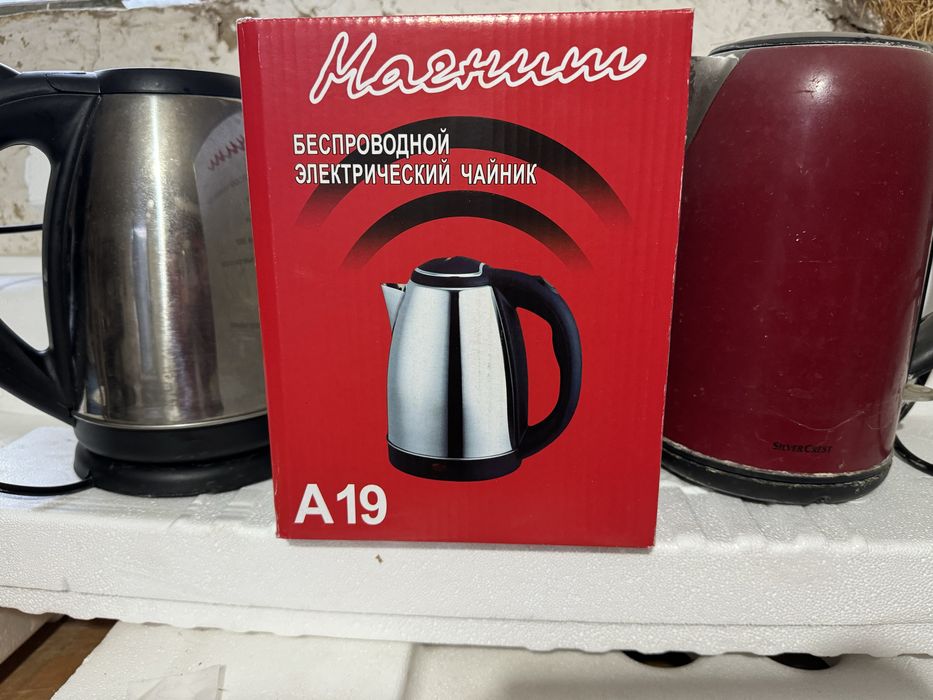 Магнит
БЕСПРОВОДНОЙ
ЭЛЕКТРИЧЕСКИЙ ЧАЙНИК
A19
SILVERCREST